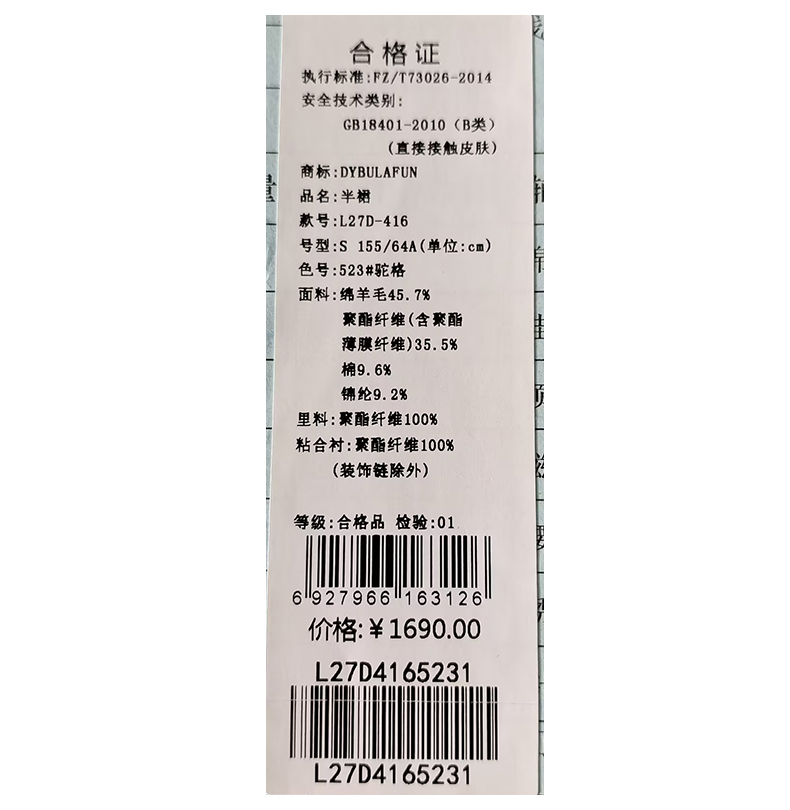 合格证
执行标准:FZ/T73026-2014
安全技术类别:
GB18401-2010（B类）
(直接接触皮肤)
商标:DYBULAFUN
品名:半裙
款号:L27D-416
号型:S 155/64A(单位:cm)
色号:523#驼格
面料:绵羊毛45.7%
聚酯纤维(含聚酯
薄膜纤维)35.5%
棉9.6%
锦纶9.2%
里料:聚酯纤维100%
粘合衬:聚酯纤维100%
(装饰链除外)
等级:合格品 检验:01
6 927966 163126
价格:￥1690.00
L27D4165231
L27D4165231